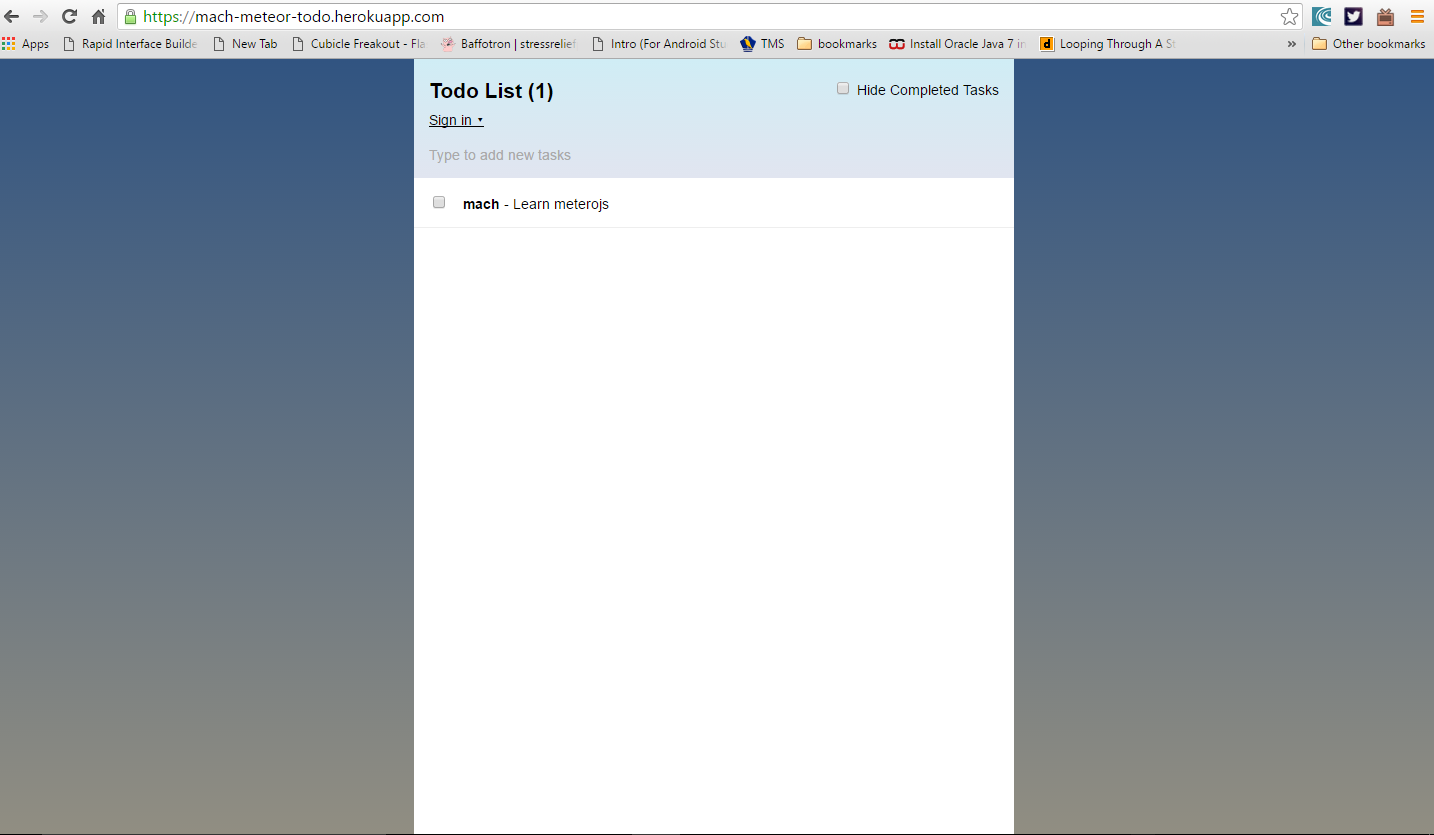 https://mach-meteor-todo.herokuapp.com
Apps Rapid Interface Builde New Tab Cubicle Freakout - Fla Baffotron | stressrelief Intro (For Android Stu TMS bookmarks Install Oracle Java 7 in Looping Through A St » Other bookmarks
Todo List (1) Hide Completed Tasks
Sign in ▾
Type to add new tasks
mach - Learn meterojs